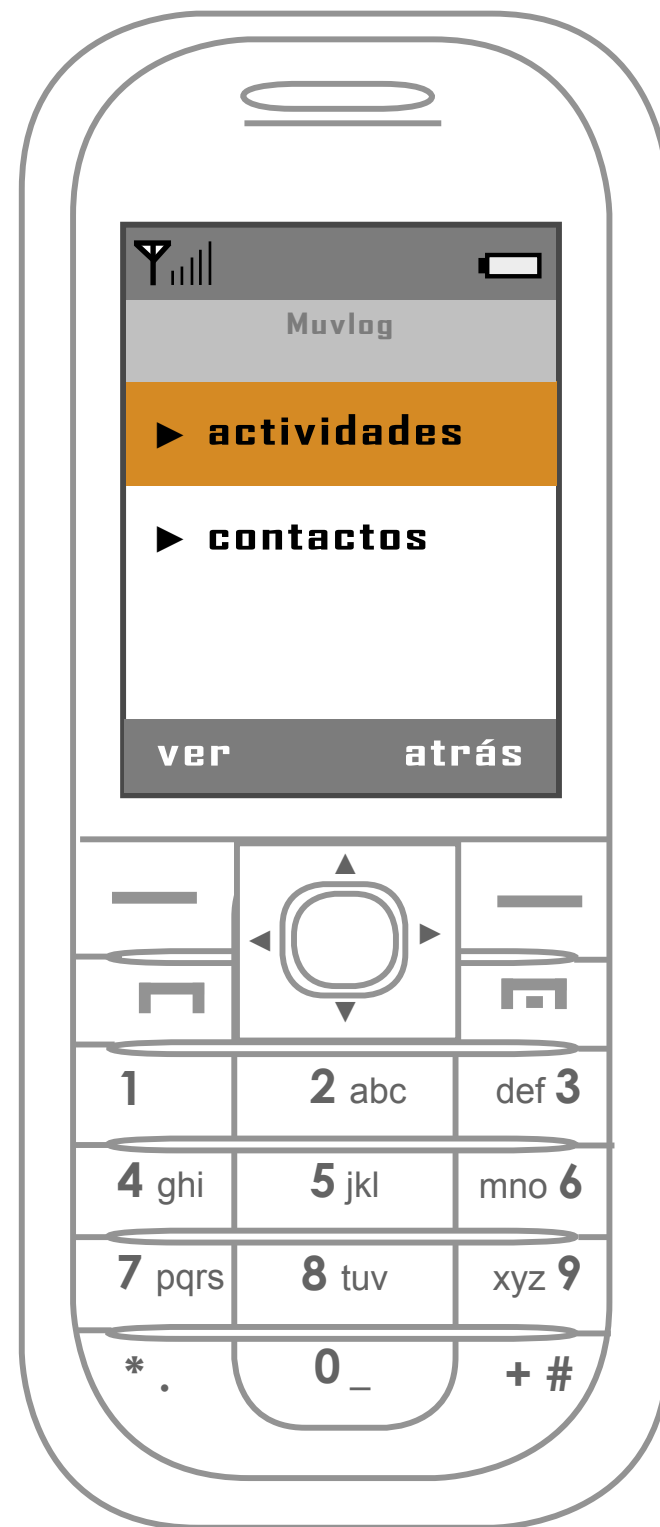 Muvlog
► actividades
► contactos
ver atrás
1 2 abc def 3
4 ghi 5 jkl mno 6
7 pqrs 8 tuv xyz 9
* . 0 _ + #